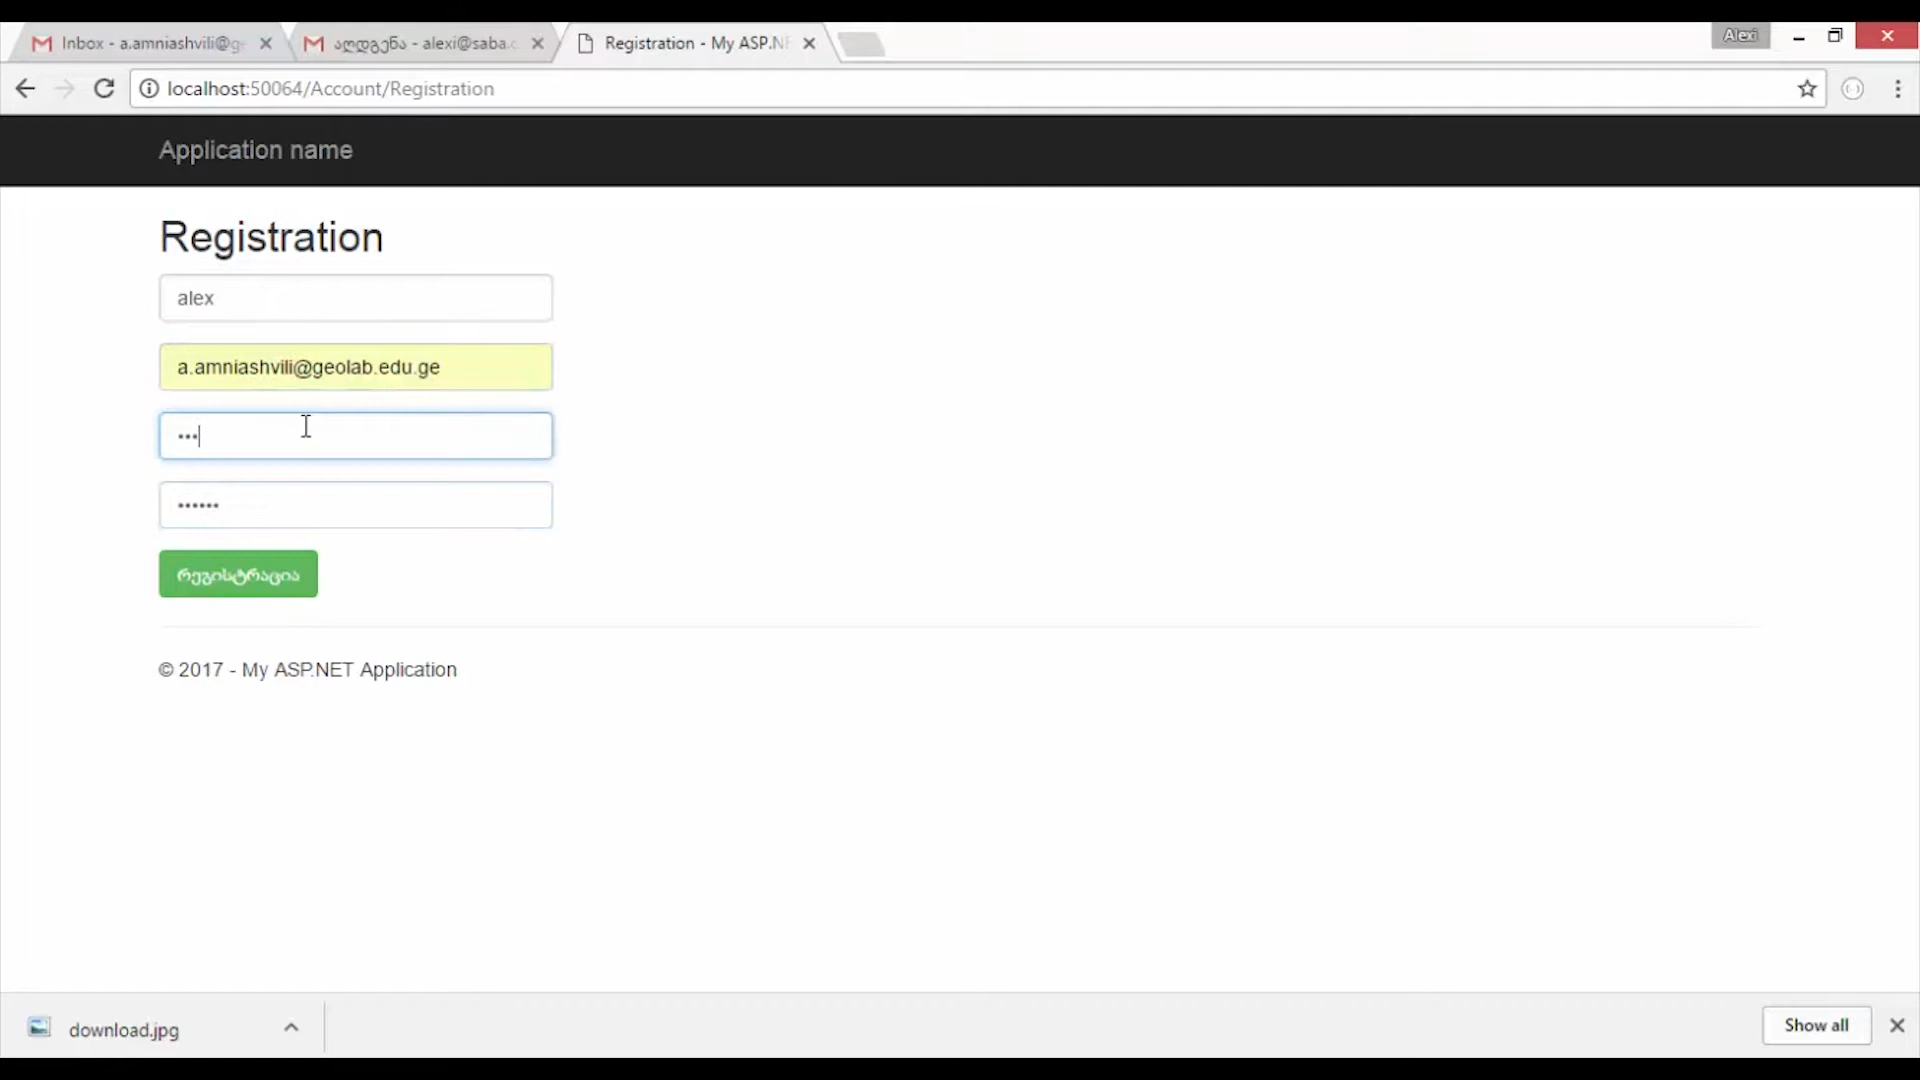 Inbox - a.amniashvili@g
აღდგენა - alexi@saba.
Registration - My ASP.N
Alexi
localhost:50064/Account/Registration
Application name
Registration
alex
a.amniashvili@geolab.edu.ge
•••
••••••
რეგისტრაცია
© 2017 - My ASP.NET Application
download.jpg
Show all